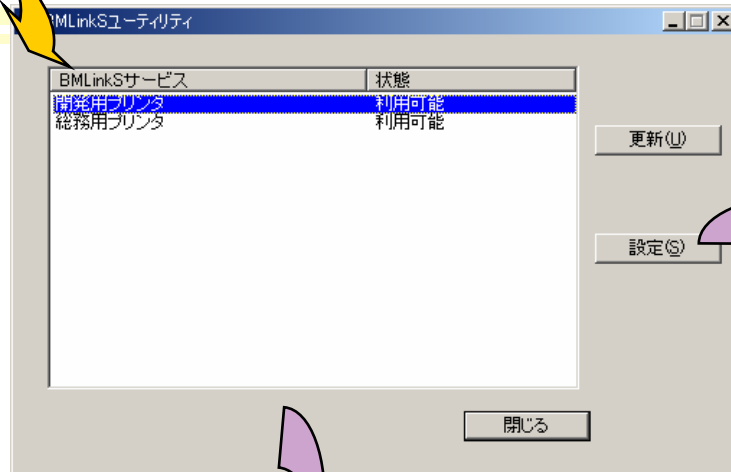 BMLinkSユーティリティ
BMLinkSサービス 状態
開発用プリンタ 利用可能
総務用プリンタ 利用可能
更新(U)
設定(S)
閉じる